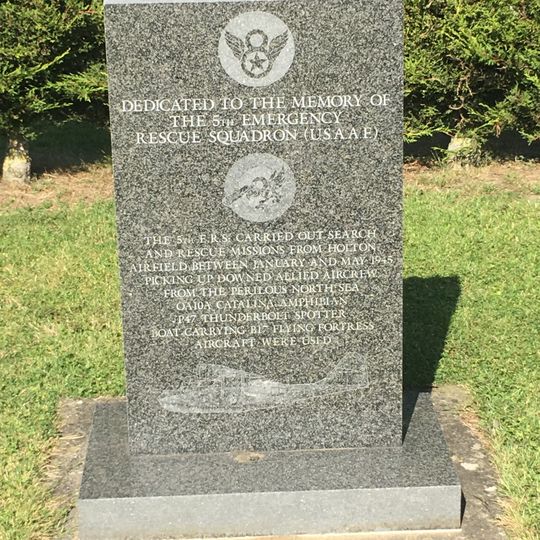 DEDICATED TO THE MEMORY OF
THE 5TH EMERGENCY
RESCUE SQUADRON (U.S.A.A.F.)
THE 5TH E.R.S. CARRIED OUT SEARCH
AND RESCUE MISSIONS FROM HOLTON
AIRFIELD BETWEEN JANUARY AND MAY 1945
PICKING UP DOWNED ALLIED AIRCREW
FROM THE PERILOUS NORTH SEA
OA10A CATALINA AMPHIBIAN
P47 THUNDERBOLT SPOTTER
BOAT-CARRYING B17 FLYING FORTRESS
AIRCRAFT WERE USED